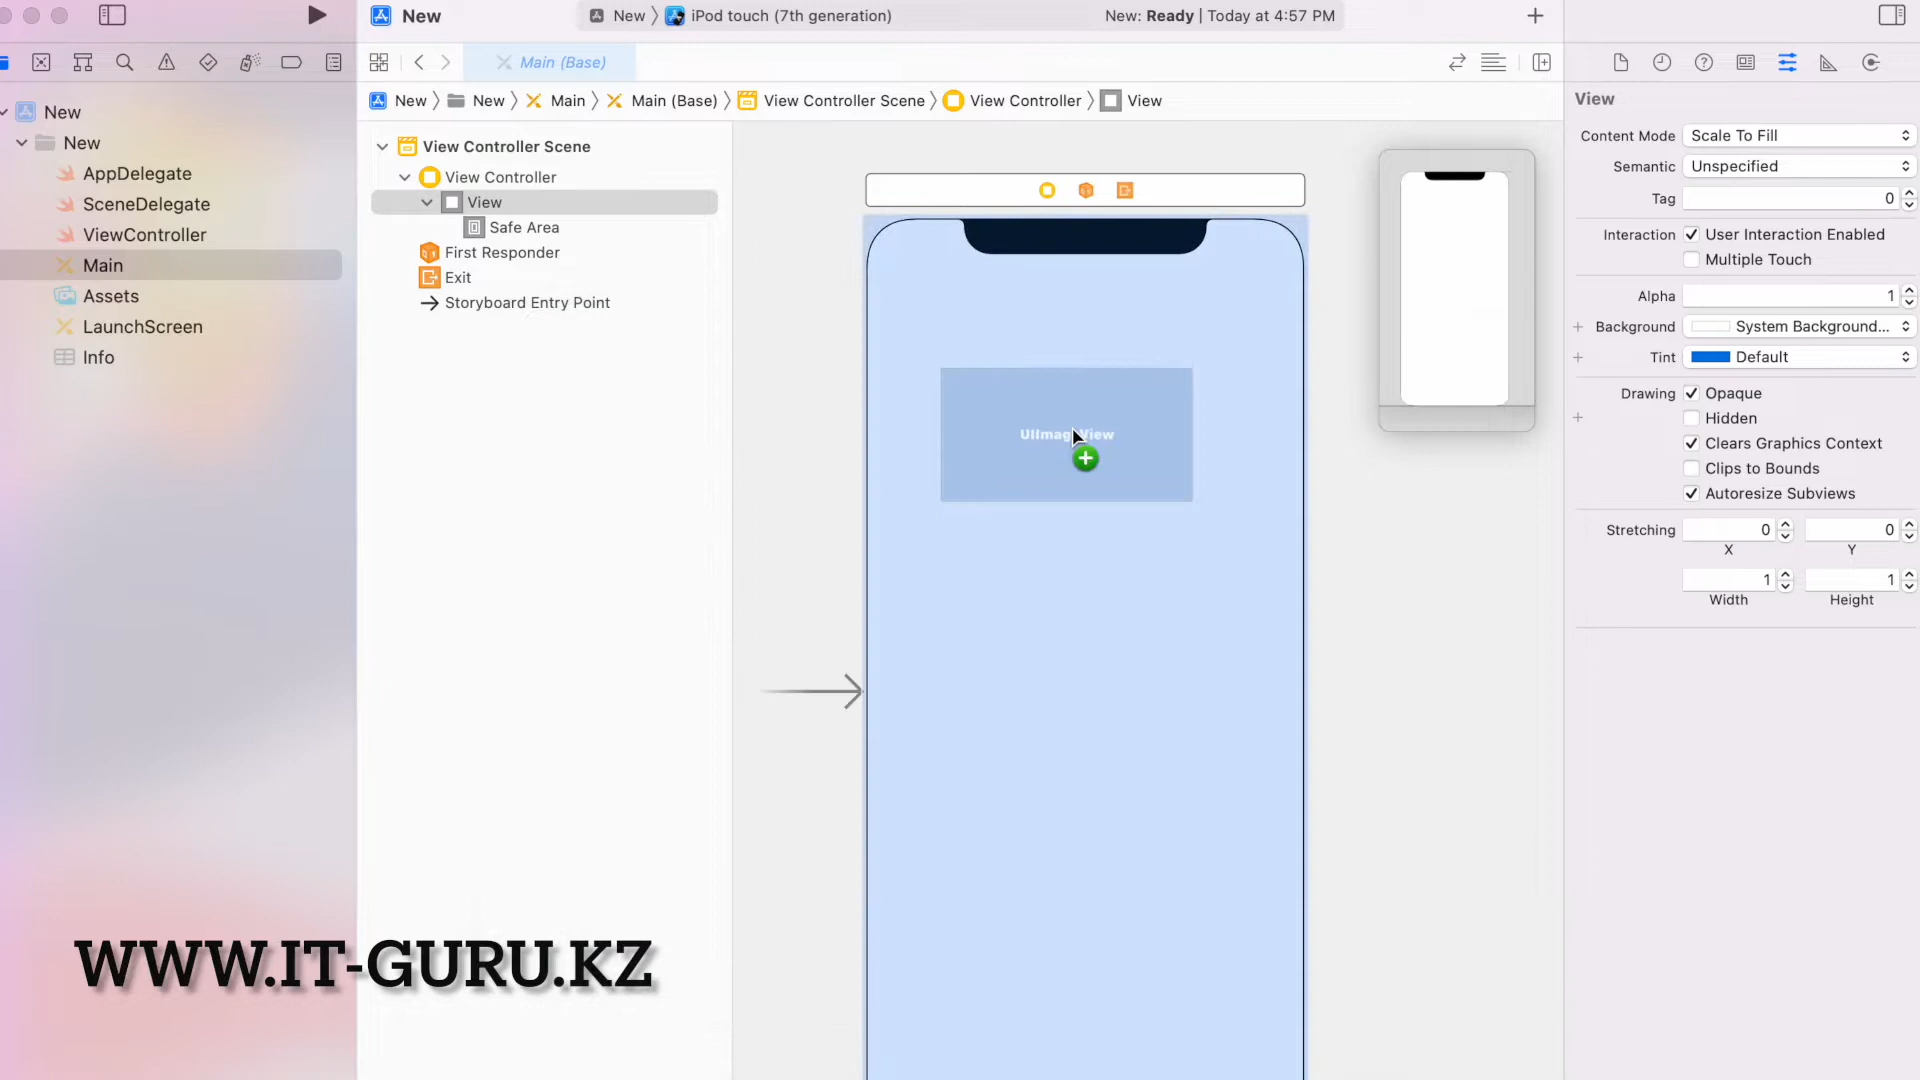 New
New
iPod touch (7th generation)
New: Ready | Today at 4:57 PM
Main (Base)
New
New
Main
Main (Base)
View Controller Scene
View Controller
View
New
New
AppDelegate
SceneDelegate
ViewController
Main
Assets
LaunchScreen
Info
View Controller Scene
View Controller
View
Safe Area
First Responder
Exit
Storyboard Entry Point
UIImageView
View
Content Mode Scale To Fill
Semantic Unspecified
Tag 0
Interaction User Interaction Enabled
Multiple Touch
Alpha 1
Background System Background...
Tint Default
Drawing Opaque
Hidden
Clears Graphics Context
Clips to Bounds
Autoresize Subviews
Stretching 0 0
X Y
1 1
Width Height
WWW.IT-GURU.KZ